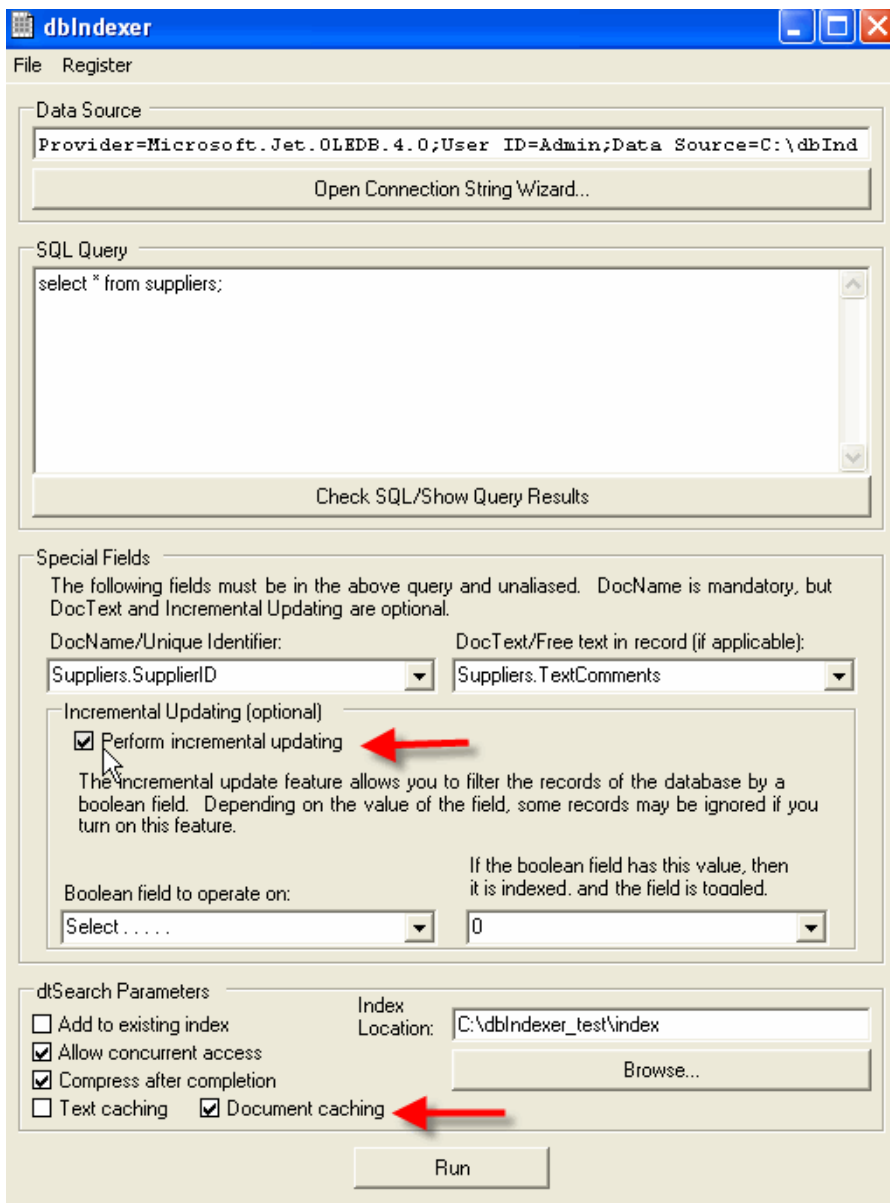 dbIndexer
File Register
Data Source
Provider=Microsoft.Jet.OLEDB.4.0;User ID=Admin;Data Source=C:\dbInd
Open Connection String Wizard...
SQL Query
select * from suppliers;
Check SQL/Show Query Results
Special Fields
The following fields must be in the above query and unaliased. DocName is mandatory, but
DocText and Incremental Updating are optional.
DocName/Unique Identifier:
DocText/Free text in record (if applicable):
Suppliers.SupplierID
Suppliers.TextComments
Incremental Updating (optional)
Perform incremental updating
The incremental update feature allows you to filter the records of the database by a
boolean field. Depending on the value of the field, some records may be ignored if you
turn on this feature.
Boolean field to operate on:
If the boolean field has this value, then
it is indexed, and the field is toggled.
Select . . . . .
0
dtSearch Parameters
Add to existing index
Allow concurrent access
Compress after completion
Text caching
Document caching
Index
Location:
C:\dbIndexer_test\index
Browse...
Run